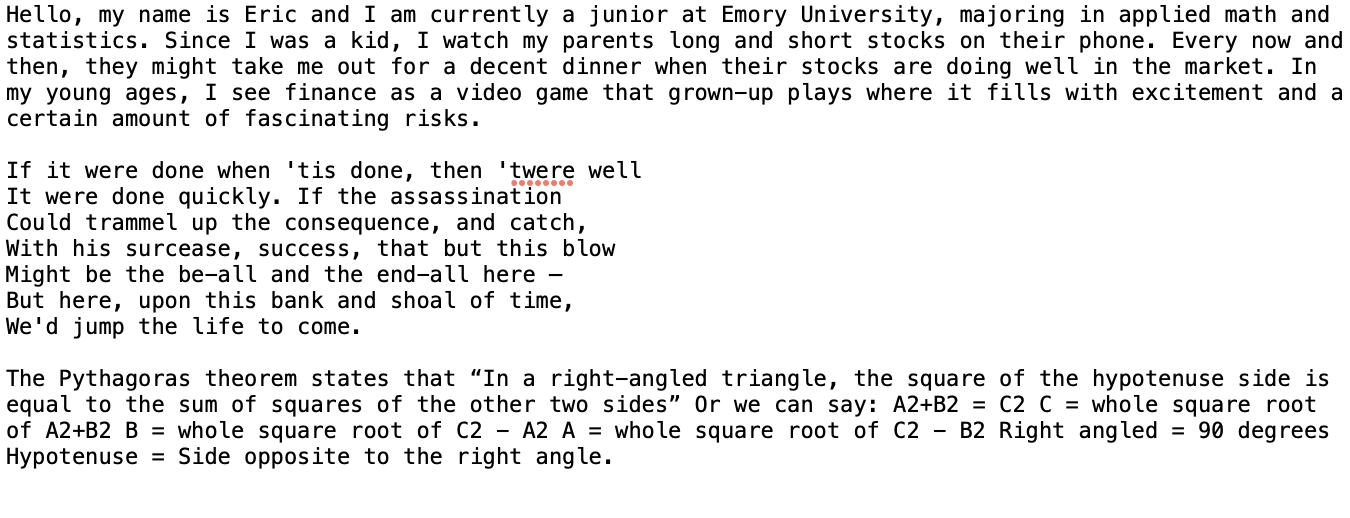 Hello, my name is Eric and I am currently a junior at Emory University, majoring in applied math and
statistics. Since I was a kid, I watch my parents long and short stocks on their phone. Every now and
then, they might take me out for a decent dinner when their stocks are doing well in the market. In
my young ages, I see finance as a video game that grown-up plays where it fills with excitement and a
certain amount of fascinating risks.
If it were done when 'tis done, then 'twere well
It were done quickly. If the assassination
Could trammel up the consequence, and catch,
With his surcease, success, that but this blow
Might be the be-all and the end-all here –
But here, upon this bank and shoal of time,
We'd jump the life to come.
The Pythagoras theorem states that “In a right-angled triangle, the square of the hypotenuse side is
equal to the sum of squares of the other two sides” Or we can say: A2+B2 = C2 C = whole square root
of A2+B2 B = whole square root of C2 – A2 A = whole square root of C2 – B2 Right angled = 90 degrees
Hypotenuse = Side opposite to the right angle.